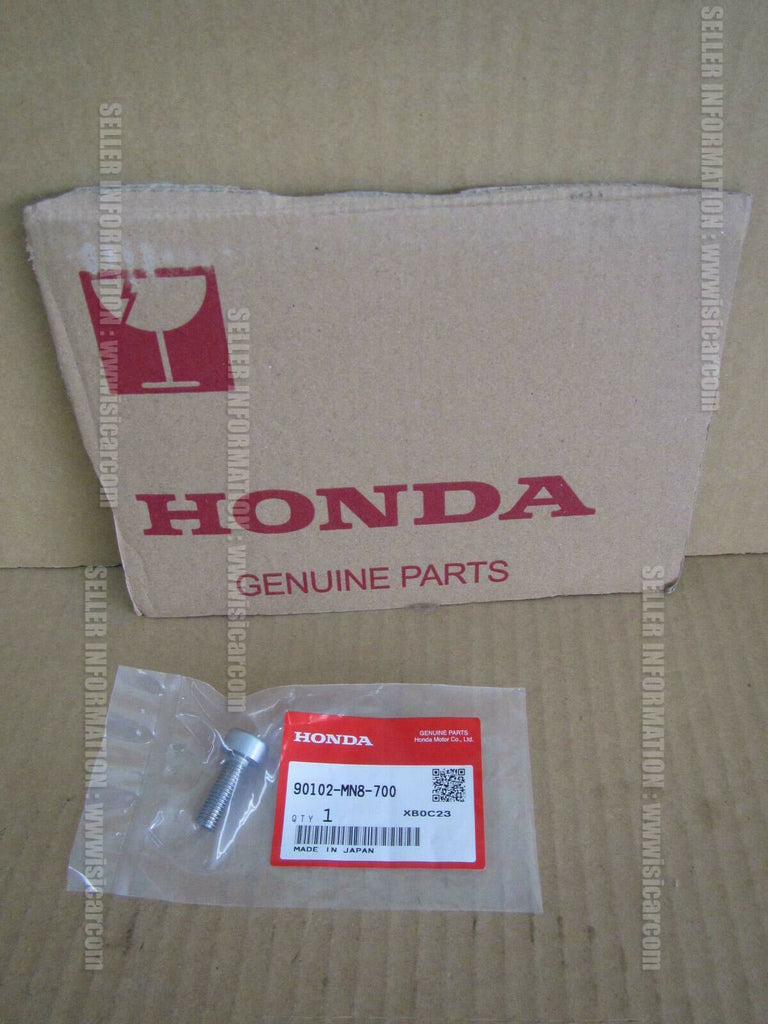 SELLER INFORMATION : www.isicar.com
SELLER INFORMATION : www.isicar.com
SELLER INFORMATION : www.isicar.com
HONDA
GENUINE PARTS
SELLER INFORMATION : www.isicar.com
SELLER INFORMATION : www.isicar.com
HONDA
GENUINE PARTS
Honda Motor Co., Ltd.
90102-MN8-700
QTY 1
XB0C23
MADE IN JAPAN